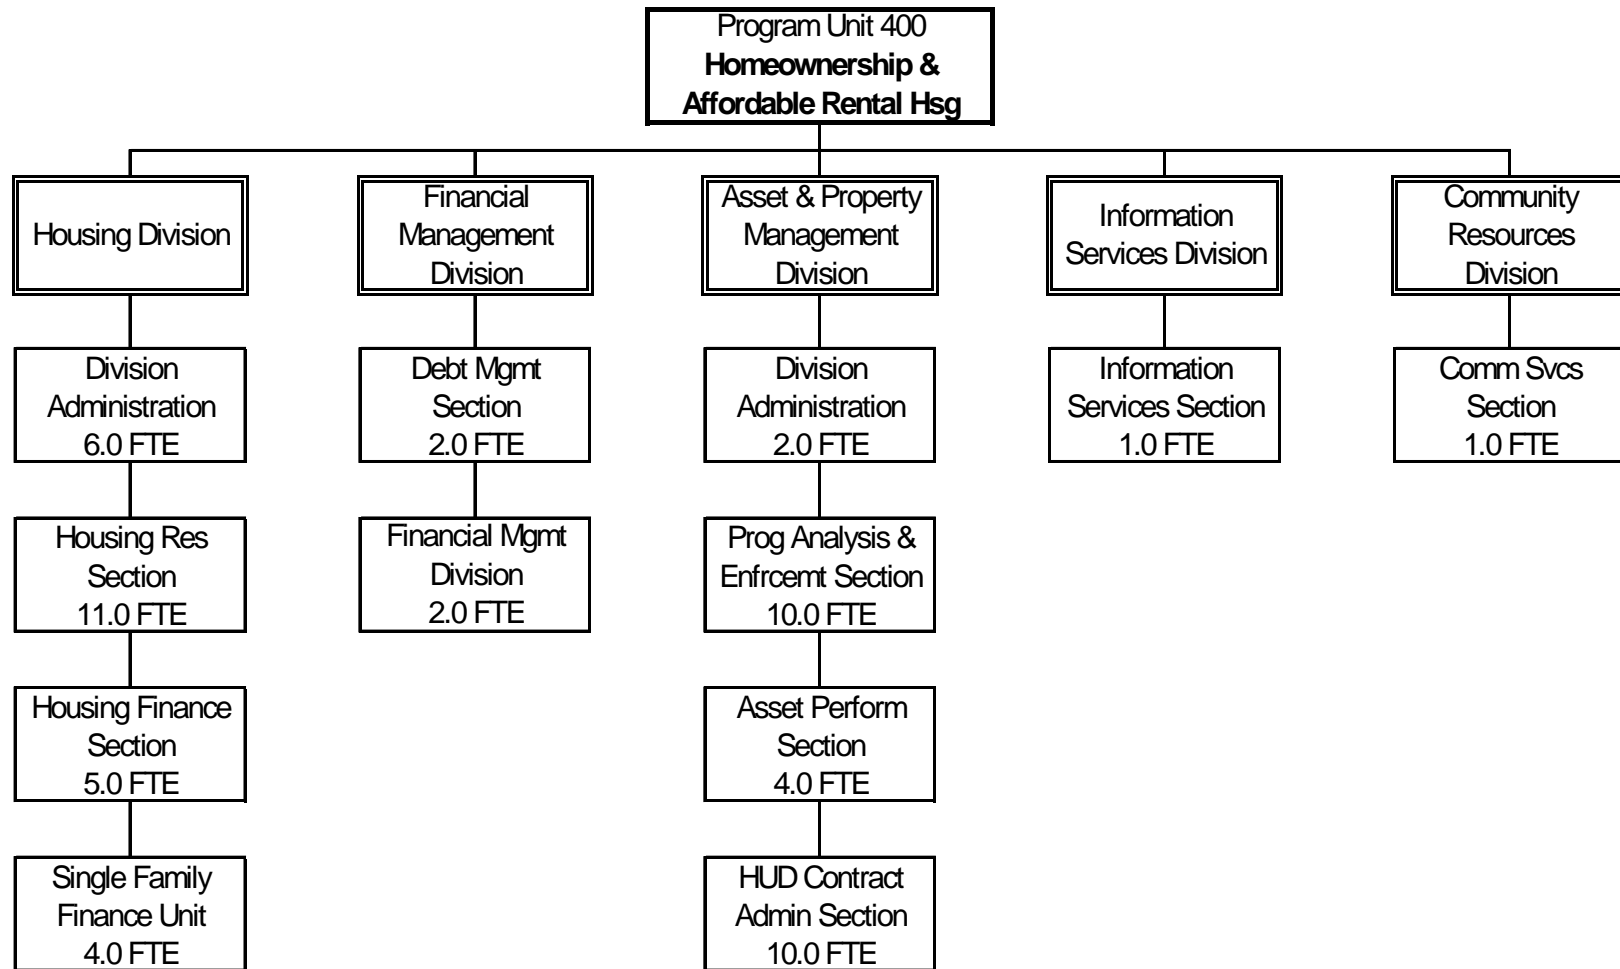 Program Unit 400
Homeownership &
Affordable Rental Hsg
Housing Division
Financial
Management
Division
Asset & Property
Management
Division
Information
Services Division
Community
Resources
Division
Division
Administration
6.0 FTE
Debt Mgmt
Section
2.0 FTE
Division
Administration
2.0 FTE
Information
Services Section
1.0 FTE
Comm Svcs
Section
1.0 FTE
Housing Res
Section
11.0 FTE
Financial Mgmt
Division
2.0 FTE
Prog Analysis &
Enfrcemt Section
10.0 FTE
Housing Finance
Section
5.0 FTE
Asset Perform
Section
4.0 FTE
Single Family
Finance Unit
4.0 FTE
HUD Contract
Admin Section
10.0 FTE